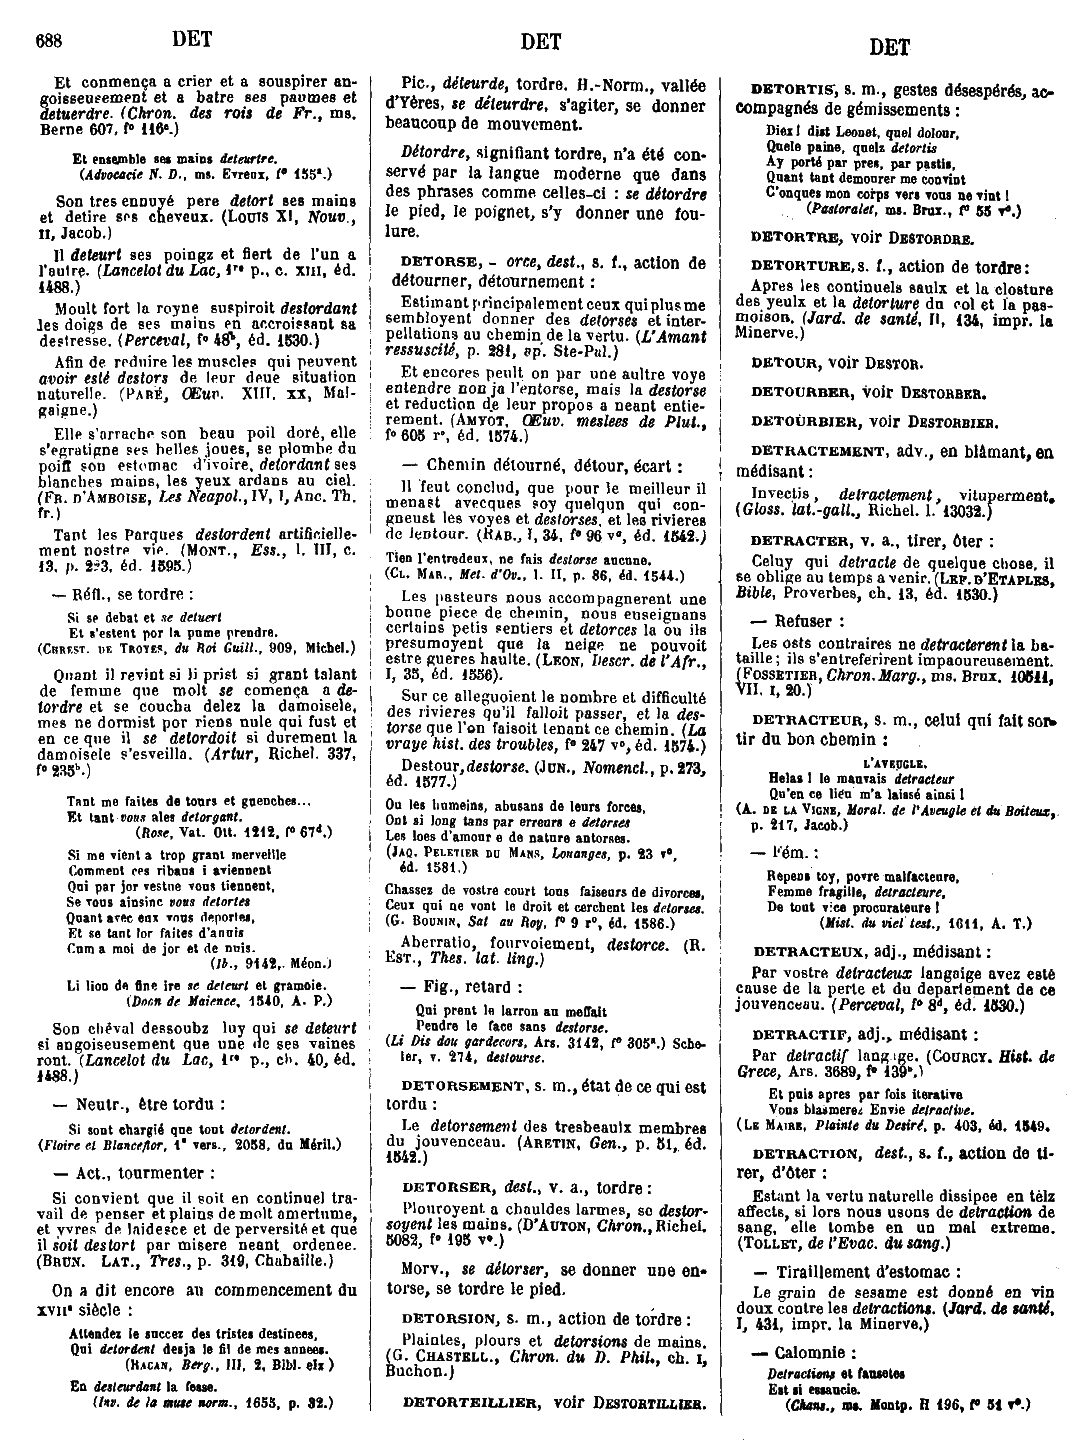 688
DET
DET
DET
Et conmença a crier et a souspirer an-
goisseusement et a batre ses paumes et
detuerdre. (Chron. des rois de Fr., ms.
Berne 607, f° 116ª.)
Et ensemble ses mains deteurtre.
(Advocacie N. D., ms. Evreux, f° 155ª.)
Son tres ennuyé pere detort ses mains
et detire ses cheveux. (LOUIS XI, Nouv.,
II, Jacob.)
Il deteurt ses poingz et fiert de l'un a
l'autre. (Lancelot du Lac, 1re p., c. XIII, éd.
1488.)
Moult fort la royne suspiroit destordant
les doigs de ses mains en accroissant sa
destresse. (Perceval, f° 48b, éd. 1530.)
Afin de reduire les muscles qui peuvent
avoir esté destors de leur deue situation
naturelle. (PARÉ, Œuv. XIII, XX, Mal-
gaigne.)
Elle s'arrache son beau poil doré, elle
s'egratigne ses belles joues, se plombe du
poiff son estomac d'ivoire, detordant ses
blanches mains, les yeux ardans au ciel.
(FR. D'AMBOISE, Les Neapol., IV, 1, Anc. Th.
fr.)
Tant les Parques destordent artificielle-
ment nostre vie. (MONT., Ess., l. III, c.
13, p. 293, éd. 1595.)
— Réfl., se tordre :
Si se debat et se detuert
Et s'estent por la pume prendre.
(CHREST. DE TROYES, du Roi Guill., 909, Michel.)
Quant il revint si li prist si grant talant
de femme que molt se comença a de-
tordre et se coucha delez la damoisele,
mes ne dormist por riens nule qui fust et
en ce que il se detordoit si durement la
damoisele s'esveilla. (Artur, Richel. 337,
f° 235b.)
Tant me faites de tours et guenches...
Et tant vous ales detorgant.
(Rose, Vat. Ott. 1212, f° 67d.)
Si me vient a trop grant merveille
Comment ces ribaus i aviennent
Qui par jor vestue vous tiennent,
Se vous ainsinc vous detortes
Quant avec eux vous deportes,
Et se tant lor faites d'anuis
Cum a moi de jor et de nuis.
(Ib., 9142, Méon.)
Li lion de fine ire se deteurt et gramoie.
(Doon de Maience, 1540, A. P.)
Son chéval dessoubz luy qui se deteurt
si angoiseusement que une de ses vaines
ront. (Lancelot du Lac, 1re p., ch. 40, éd.
1488.)
— Neutr., être tordu :
Si sont chargié que tout detordent.
(Floire et Blanceflor, 1e vers., 2058, du Méril.)
— Act., tourmenter :
Si convient que il soit en continuel tra-
vail de penser et plains de molt amertume,
et yvres de laidesce et de perversité et que
il soit destort par misere neant ordenee.
(BRUN. LAT., Tres., p. 319, Chabaille.)
On a dit encore au commencement du
XVIIe siècle :
Attendez le succez des tristes destinees,
Qui detordent desja le fil de mes annees.
(RACAN, Berg., III, 2, Bibl. elz)
En desteurdant la fesse.
(Inv. de la muse norm., 1655, p. 32.)
Pic., déteurde, tordre. H.-Norm., vallée
d'Yères, se déteurdre, s'agiter, se donner
beaucoup de mouvement.
Détordre, signifiant tordre, n'a été con-
servé par la langue moderne que dans
des phrases comme celles-ci : se détordre
le pied, le poignet, s'y donner une fou-
lure.
DETORSE, - orce, dest., s. f., action de
détourner, détournement :
Estimant principalement ceux qui plus me
sembloyent donner des detorses et inter-
pellations au chemin de la vertu. (L'Amant
ressuscité, p. 281, ap. Ste-Pal.)
Et encores peult on par une aultre voye
entendre non ja l'entorse, mais la destorse
et reduction de leur propos a neant entie-
rement. (AMYOT, Œuv. meslees de Plut.,
f° 605 r°, éd. 1574.)
— Chemin détourné, détour, écart :
Il feut conclud, que pour le meilleur il
menast avecques soy quelqun qui con-
gneust les voyes et destorses, et les rivieres
de lentour. (RAB., I, 34, f° 96 v°, éd. 1542.)
Tien l'entredeux, ne fais destorse aucune.
(CL. MAR., Met. d'Ov., l. II, p. 86, éd. 1544.)
Les pasteurs nous accompagnerent une
bonne piece de chemin, nous enseignans
certains petis sentiers et detorces la ou ils
presumoyent que la neige ne pouvoit
estre gueres haulte. (LEON, Descr. de l'Afr.,
I, 35, éd. 1556).
Sur ce alleguoient le nombre et difficulté
des rivieres qu'il falloit passer, et la des-
torse que l'on faisoit tenant ce chemin. (La
vraye hist. des troubles, f° 247 v°, éd. 1574.)
Destour, destorse. (JUN., Nomencl., p. 273,
éd. 1577.)
Ou les humeins, abusans de leurs forces,
Ont si long tans par erreurs e detorses
Les loes d'amour e de nature antorses.
(JAQ. PELETIER DU MANS, Louanges, p. 23 r°,
éd. 1581.)
Chassez de vostre court tous faiseurs de divorces,
Ceux qui ne vont le droit et cerchent les detorses.
(G. BOUNIN, Sat au Roy, f° 9 r°, éd. 1586.)
Aberratio, fourvoiement, destorce. (R.
EST., Thes. lat. ling.)
— Fig., retard :
Qui prent le larron au meffait
Pendre le face sans destorse.
(Li Dis dou gardecors, Ars. 3142, f° 305ª.) Sche-
ler, v. 274, destourse.
DETORSEMENT, s. m., état de ce qui est
tordu :
Le detorsement des tresbeaulx membres
du jouvenceau. (ARETIN, Gen., p. 51, éd.
1542.)
DETORSER, dest., v. a., tordre :
Plouroyent a chauldes larmes, se destor-
soyent les mains. (D'AUTON, Chron., Richel.
5082, f° 195 v°.)
Morv., se détorser, se donner une en-
torse, se tordre le pied.
DETORSION, s. m., action de tordre :
Plaintes, plours et detorsions de mains.
(G. CHASTELL., Chron. du D. Phil., ch. I,
Buchon.)
DETORTEILLIER, voir DESTORTILLIER.
DETORTIS, s. m., gestes désespérés, ac-
compagnés de gémissements :
Diex ! dist Leonet, quel dolour,
Quele paine, quelz detortis
Ay porté par pres, par pastis,
Quant tant demourer me convint
C'onques mon corps vers vous ne vint !
(Pastoralet, ms. Brux., f° 55 r°.)
DETORTRE, voir DESTORDRE.
DETORTURE, s. f., action de tordre :
Apres les continuels saulx et la closture
des yeulx et la detorture du col et la pas-
moison. (Jard. de santé, II, 134, impr. la
Minerve.)
DETOUR, voir DESTOR.
DETOURBER, voir DESTORBER.
DETOURBIER, voir DESTORBIER.
DETRACTEMENT, adv., en blâmant, en
médisant :
Invectis, detractement, vituperment.
(Gloss. lat.-gall., Richel. l. 13032.)
DETRACTER, v. a., tirer, ôter :
Celuy qui detracte de quelque chose, il
se oblige au temps a venir. (LEF. D'ETAPLES,
Bible, Proverbes, ch. 13, éd. 1530.)
— Refuser :
Les osts contraires ne detracterent la ba-
taille ; ils s'entreferirent impaoureusement.
(FOSSETIER, Chron. Marg., ms. Brux. 10511,
VII, I, 20.)
DETRACTEUR, s. m., celui qui fait sor-
tir du bon chemin :
L'AVEUGLE.
Helas ! le mauvais detracteur
Qu'en ce lieu m'a laissé ainsi !
(A. DE LA VIGNE, Moral. de l'Aveugle et du Boiteux,
p. 217, Jacob.)
— Fém. :
Repens toy, povre malfacteure,
Femme fragille, detracteure,
De tout vice procurateure !
(Mist. du viel test., 1611, A. T.)
DETRACTEUX, adj., médisant :
Par vostre detracteux langaige avez esté
cause de la perte et du departement de ce
jouvenceau. (Perceval, f° 8d, éd. 1530.)
DETRACTIF, adj., médisant :
Par detractif langaige. (COURCY, Hist. de
Grece, Ars. 3689, f° 139b.)
Et puis apres par fois iterative
Vous blasmerez Envie detractive.
(LE MAIRE, Plainte du Desiré, p. 403, éd. 1549.
DETRACTION, dest., s. f., action de ti-
rer, d'ôter :
Estant la vertu naturelle dissipee en telz
affects, si lors nous usons de detraction de
sang, elle tombe en un mal extreme.
(TOLLET, de l'Evac. du sang.)
— Tiraillement d'estomac :
Le grain de sesame est donné en vin
doux contre les detractions. (Jard. de santé,
I, 431, impr. la Minerve.)
— Calomnie :
Detractions et fausetes
Est si essaucie.
(Chans., ms. Montp. H 196, f° 51 r°.)